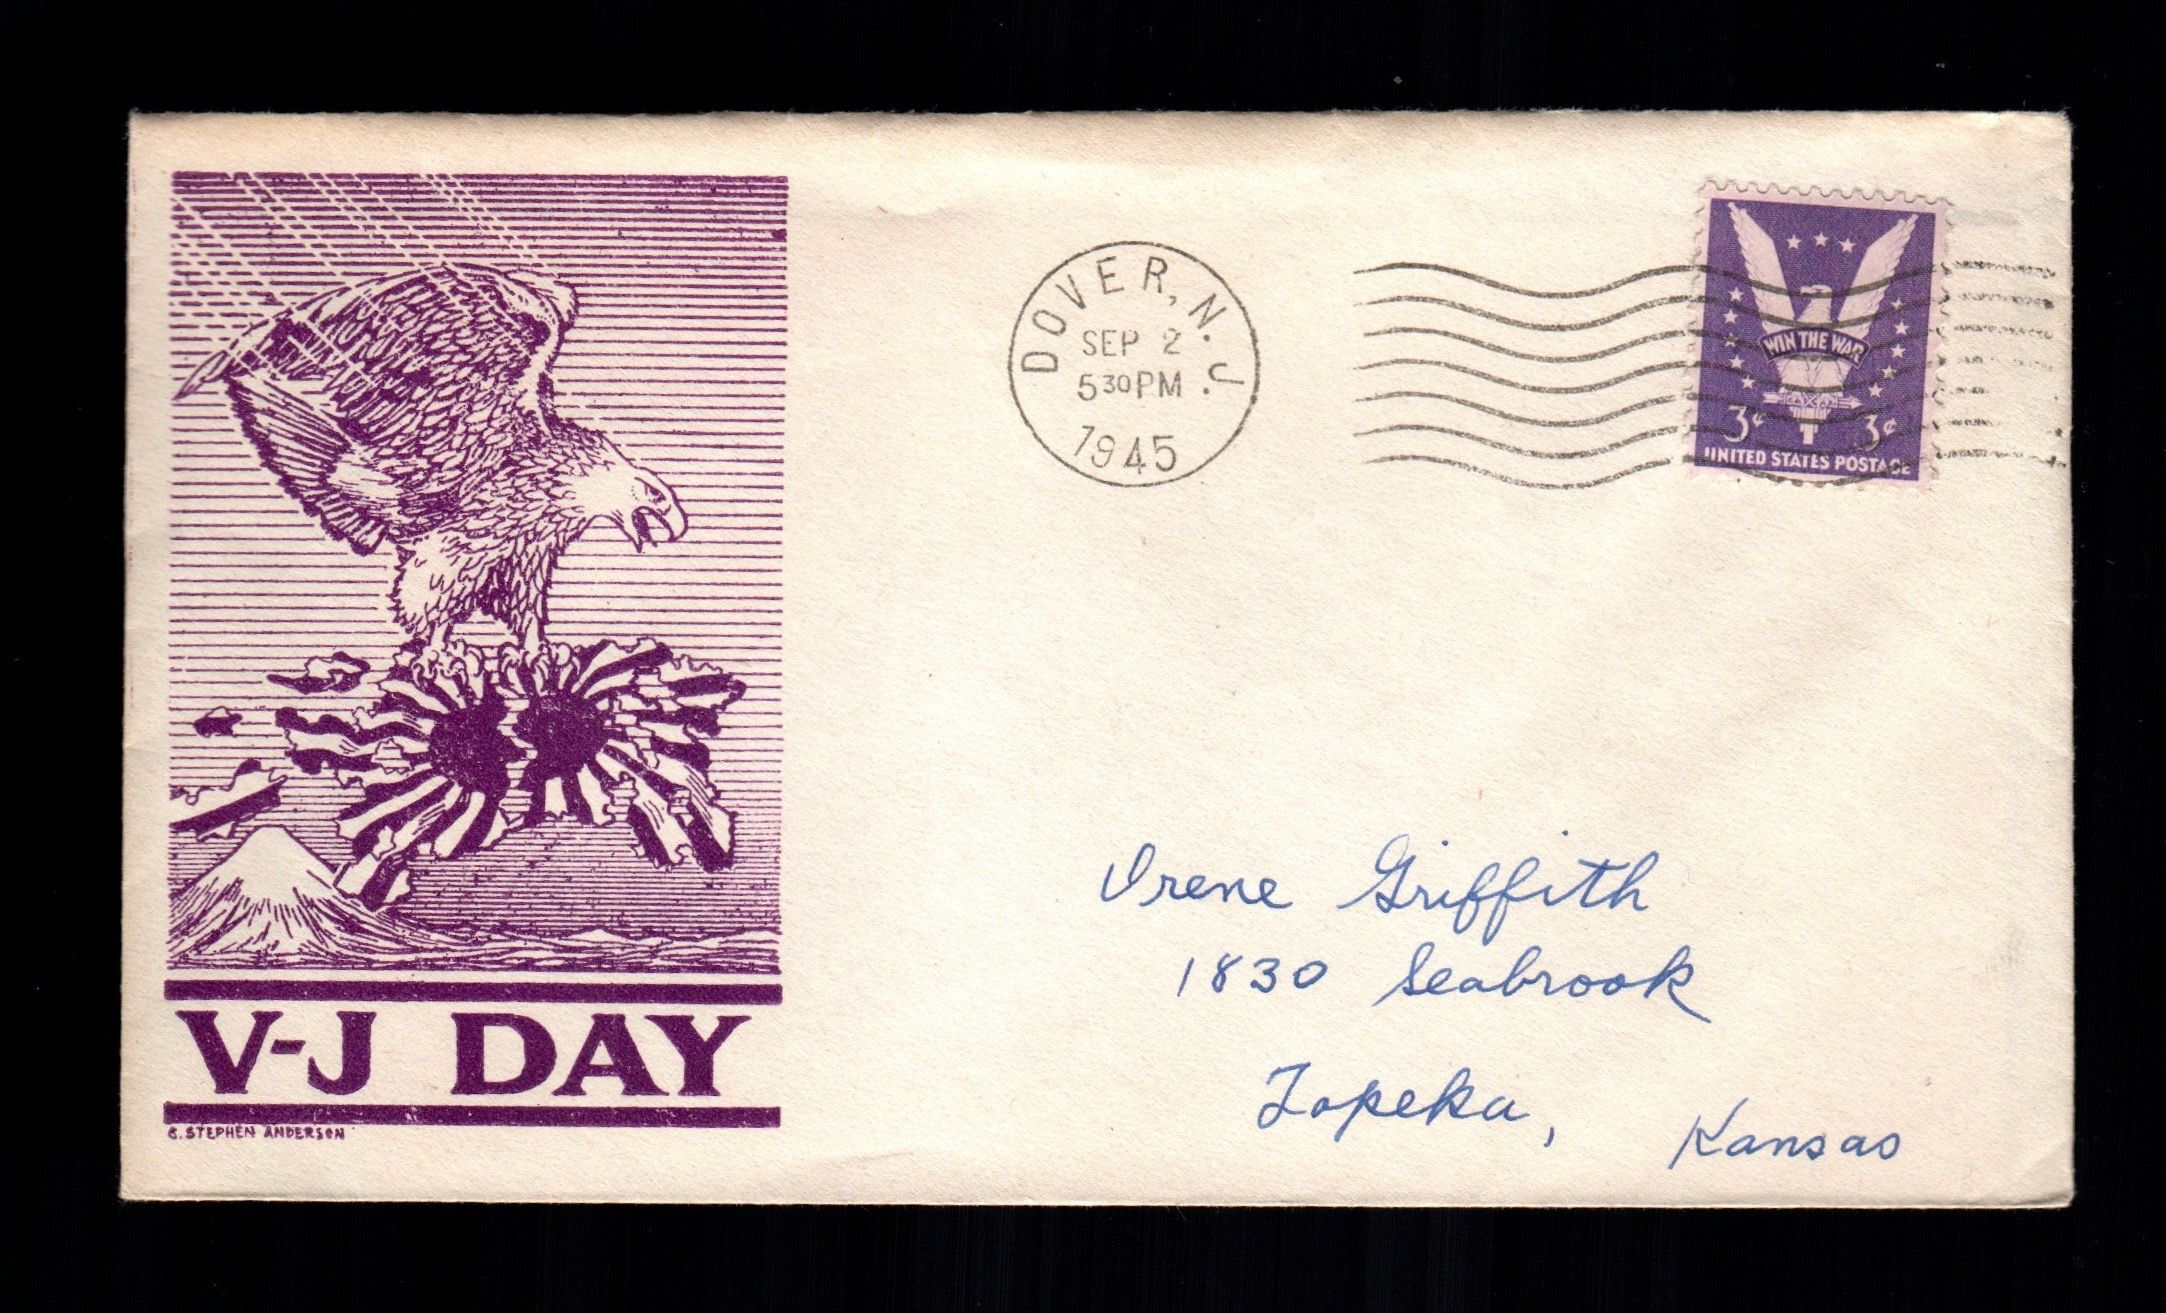 DOVER, N.J.
SEP 2
5 30 PM
1945
WIN THE WAR
3¢ 3¢
UNITED STATES POSTAGE
V-J DAY
C. STEPHEN ANDERSON
Irene Griffith
1830 Seabrook
Topeka, Kansas